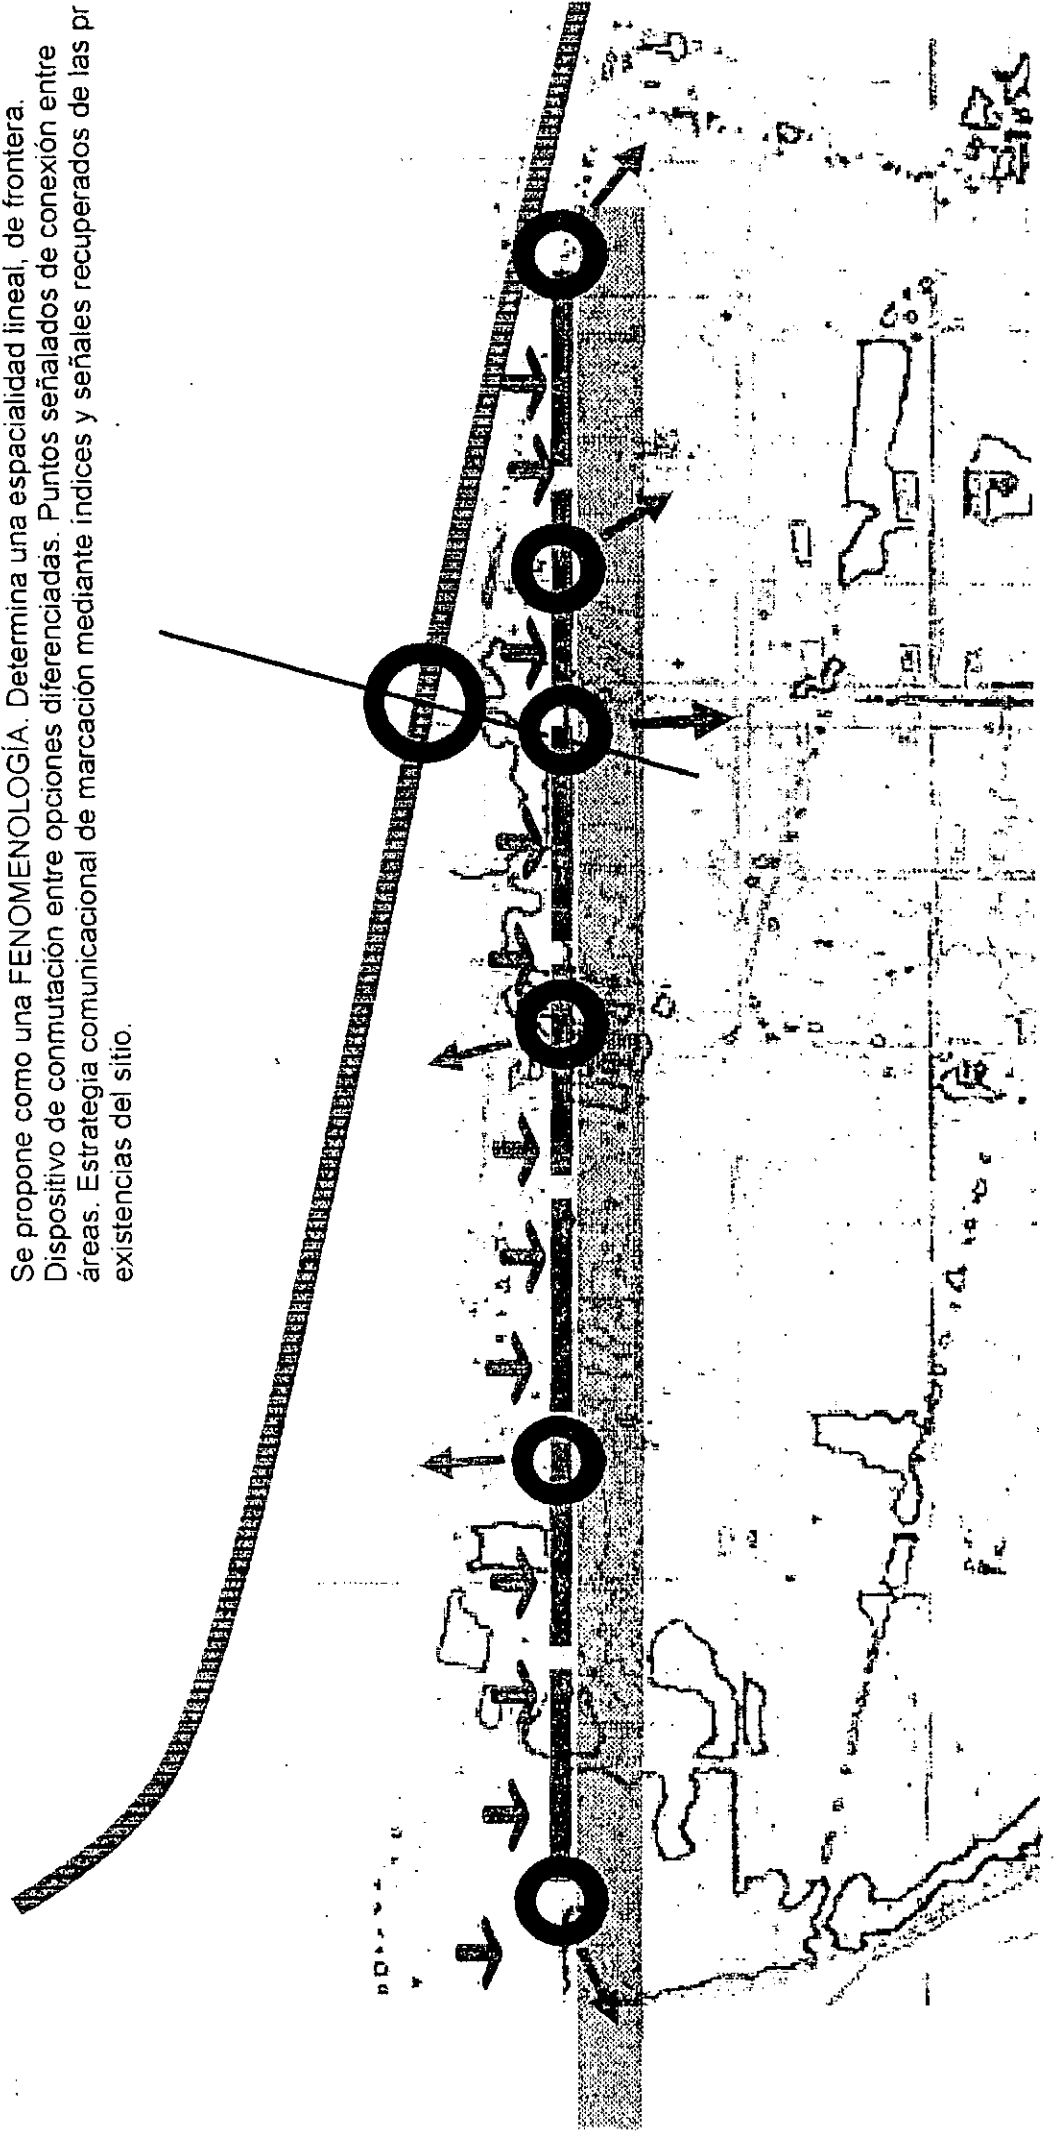 Se propone como una FENOMENOLOGÍA. Determina una espacialidad lineal, de frontera.
Dispositivo de conmutación entre opciones diferenciadas. Puntos señalados de conexión entre
áreas. Estrategia comunicacional de marcación mediante índices y señales recuperados de las pr
existencias del sitio.